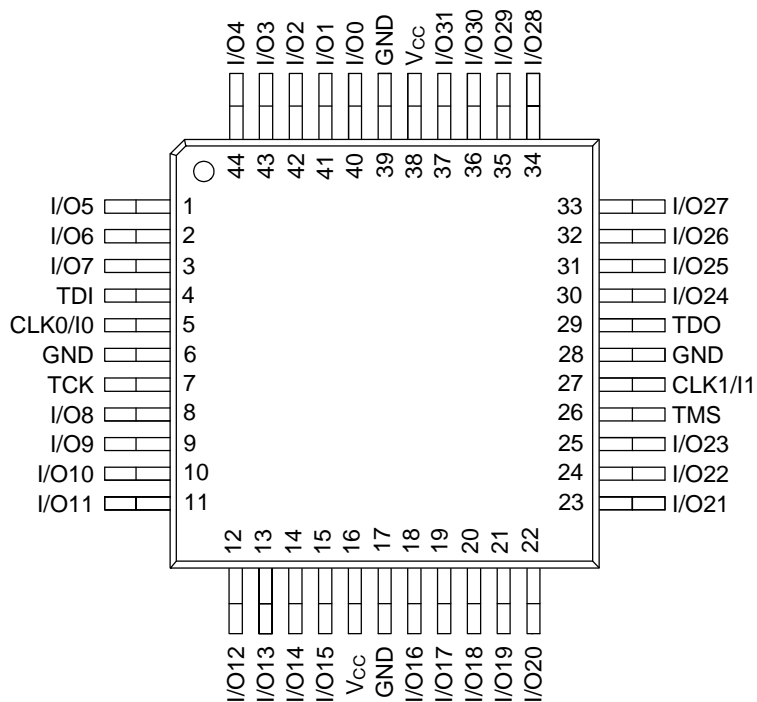 I/O4 I/O3 I/O2 I/O1 I/O0 GND VCC I/O31 I/O30 I/O29 I/O28
44 43 42 41 40 39 38 37 36 35 34
I/O5 1 33 I/O27
I/O6 2 32 I/O26
I/O7 3 31 I/O25
TDI 4 30 I/O24
CLK0/I0 5 29 TDO
GND 6 28 GND
TCK 7 27 CLK1/I1
I/O8 8 26 TMS
I/O9 9 25 I/O23
I/O10 10 24 I/O22
I/O11 11 23 I/O21
12 13 14 15 16 17 18 19 20 21 22
I/O12 I/O13 I/O14 I/O15 VCC GND I/O16 I/O17 I/O18 I/O19 I/O20